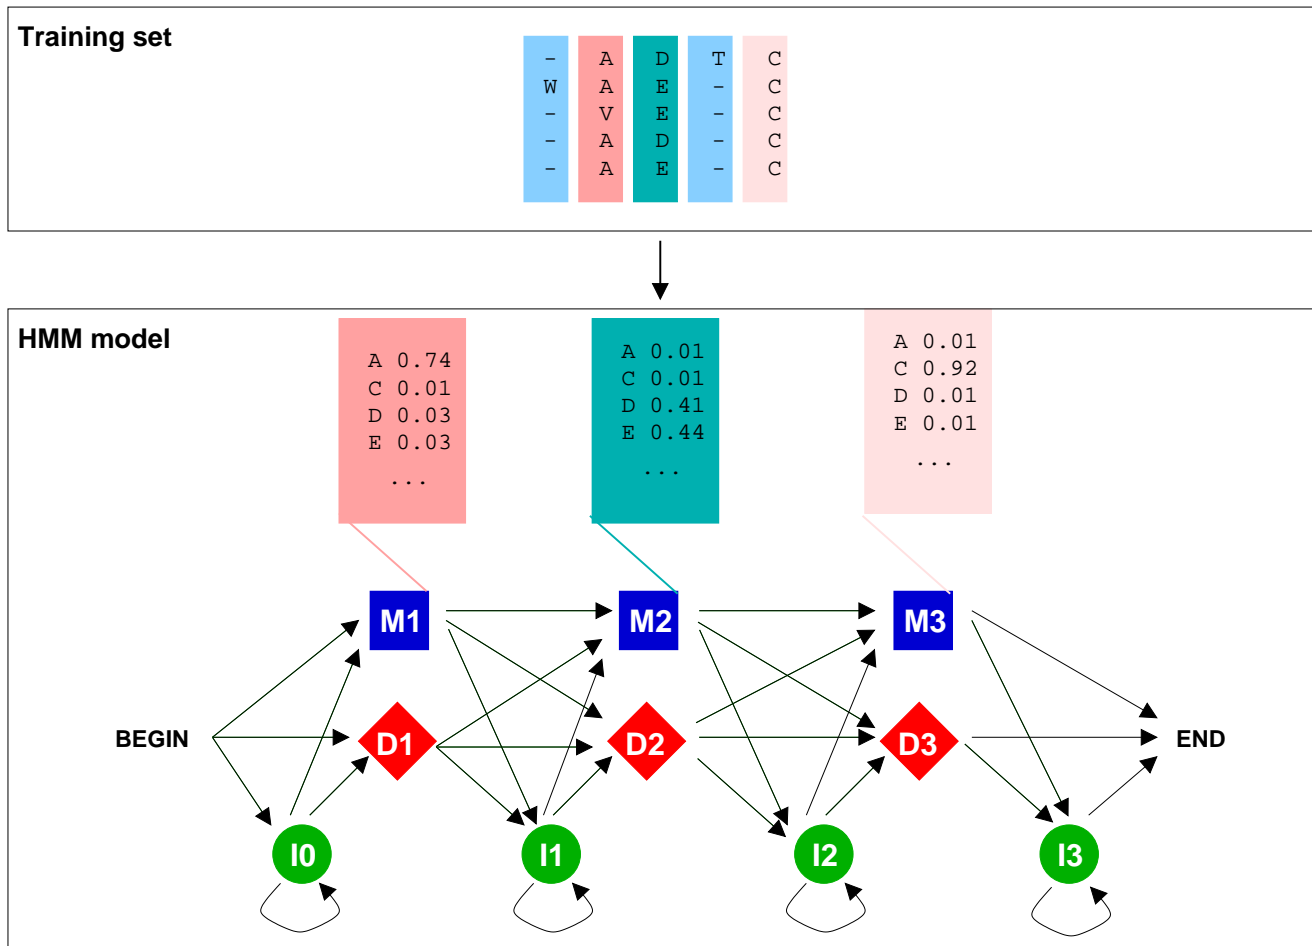 Training set
- A D T C
W A E - C
- V E - C
- A D - C
- A E - C
HMM model
A 0.74
C 0.01
D 0.03
E 0.03
...
A 0.01
C 0.01
D 0.41
E 0.44
...
A 0.01
C 0.92
D 0.01
E 0.01
...
M1 M2 M3
BEGIN D1 D2 D3 END
I0 I1 I2 I3